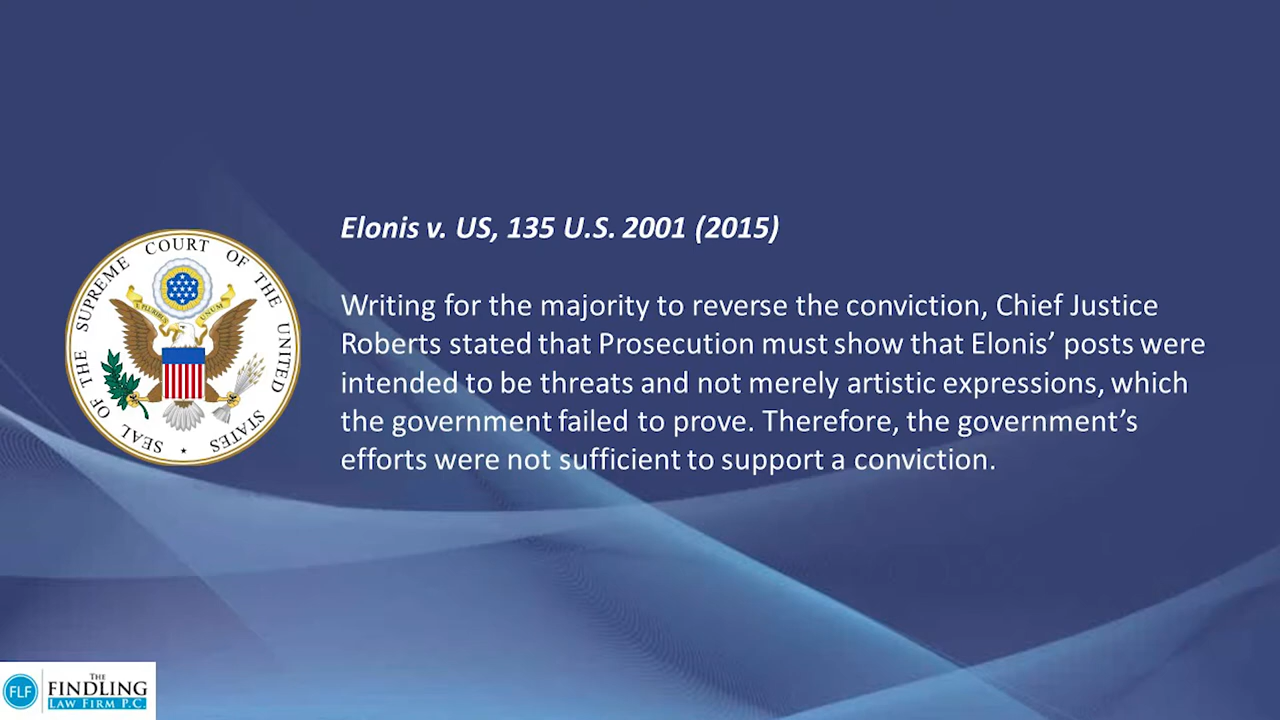 SEAL OF THE SUPREME COURT OF THE UNITED STATES
E PLURIBUS UNUM
Elonis v. US, 135 U.S. 2001 (2015)
Writing for the majority to reverse the conviction, Chief Justice
Roberts stated that Prosecution must show that Elonis’ posts were
intended to be threats and not merely artistic expressions, which
the government failed to prove. Therefore, the government’s
efforts were not sufficient to support a conviction.
FLF
THE
FINDLING
LAW FIRM P.C.